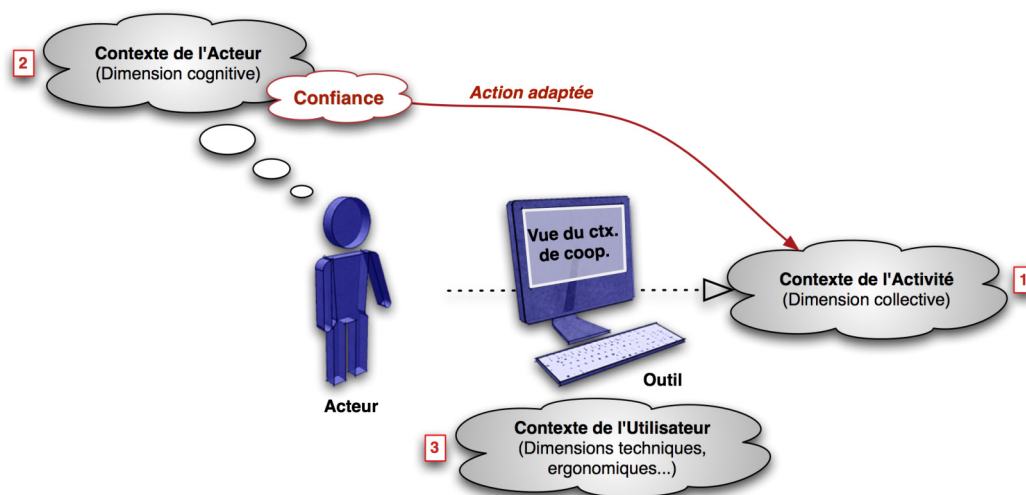 2
Contexte de l'Acteur
(Dimension cognitive)
Confiance
Action adaptée
Vue du ctx.
de coop.
Contexte de l'Activité
(Dimension collective)
1
Outil
Acteur
3
Contexte de l'Utilisateur
(Dimensions techniques,
ergonomiques...)